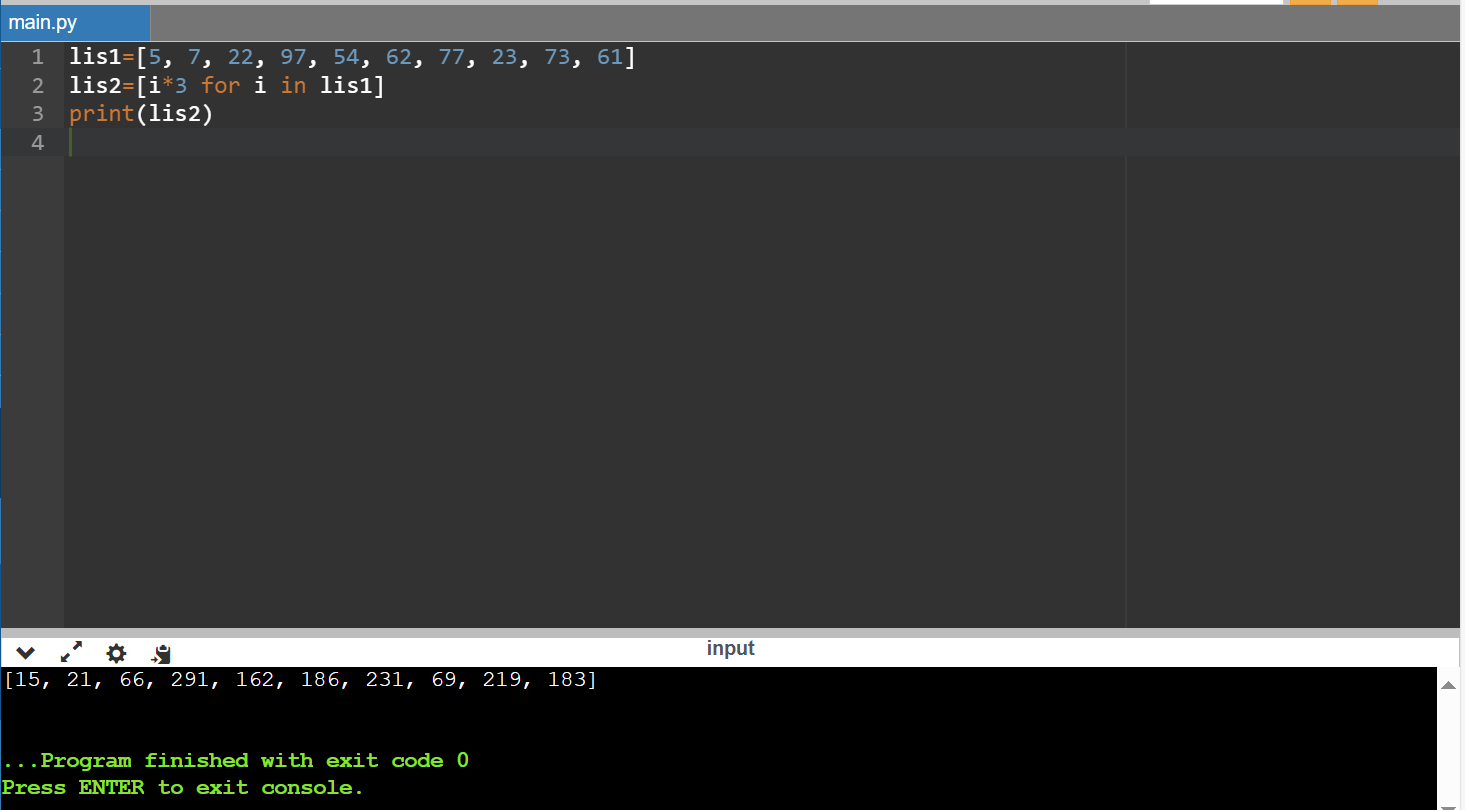 main.py
1 lis1=[5, 7, 22, 97, 54, 62, 77, 23, 73, 61]
2 lis2=[i*3 for i in lis1]
3 print(lis2)
4
input
[15, 21, 66, 291, 162, 186, 231, 69, 219, 183]
...Program finished with exit code 0
Press ENTER to exit console.